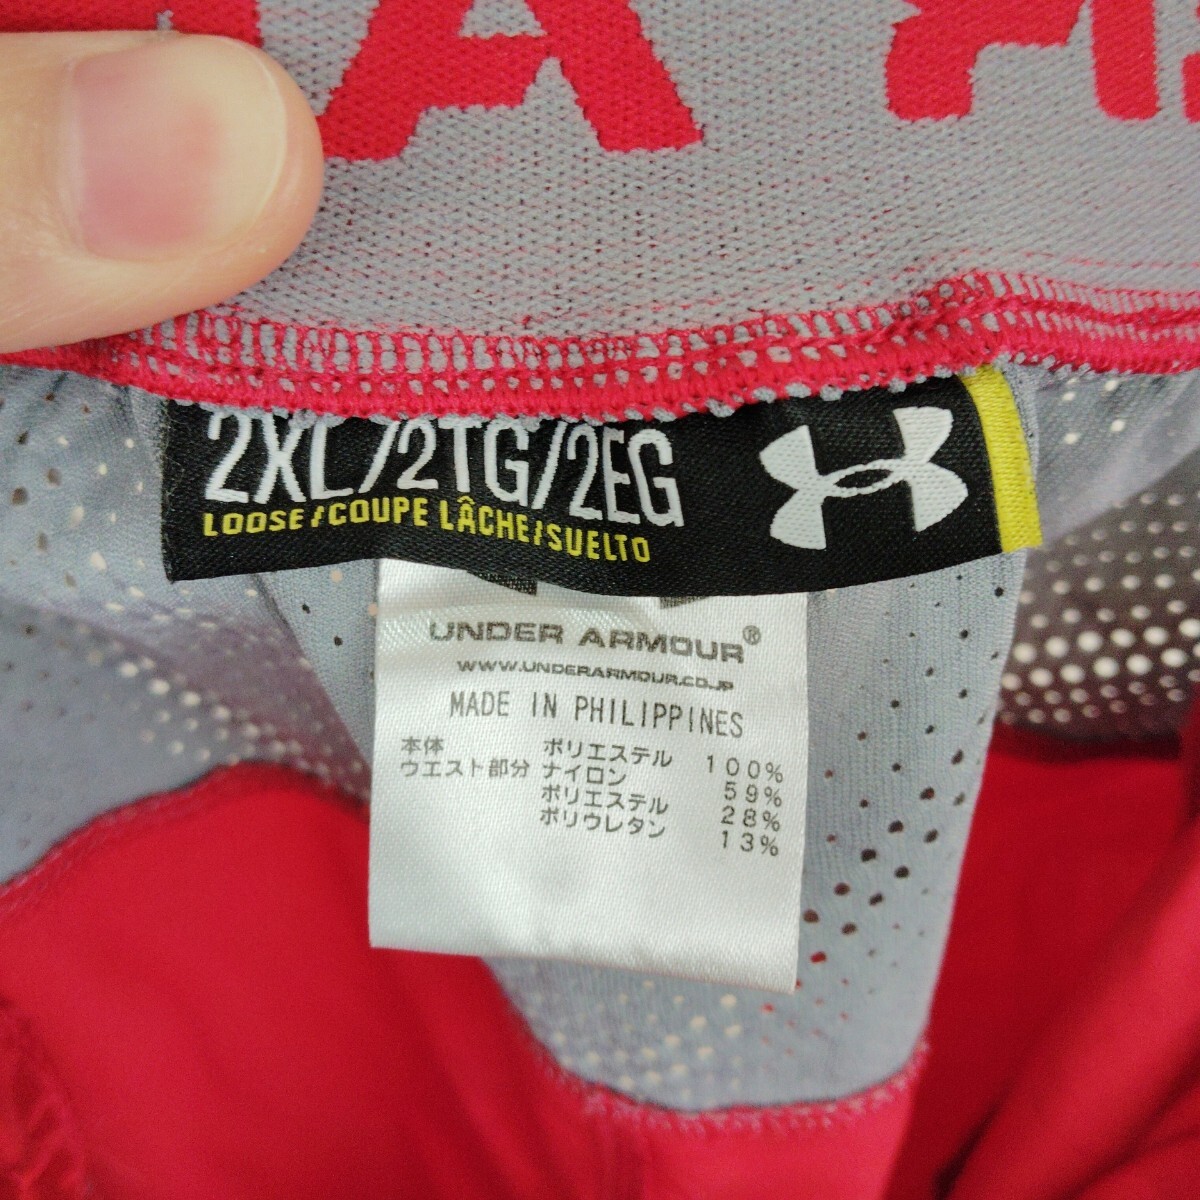 2XL/2TG/2EG
LOOSE/COUPE LÂCHE/SUELTO
UNDER ARMOUR®
WWW.UNDERARMOUR.CO.JP
MADE IN PHILIPPINES
本体 ポリエステル 100%
ウエスト部分 ナイロン 59%
ポリエステル 28%
ポリウレタン 13%